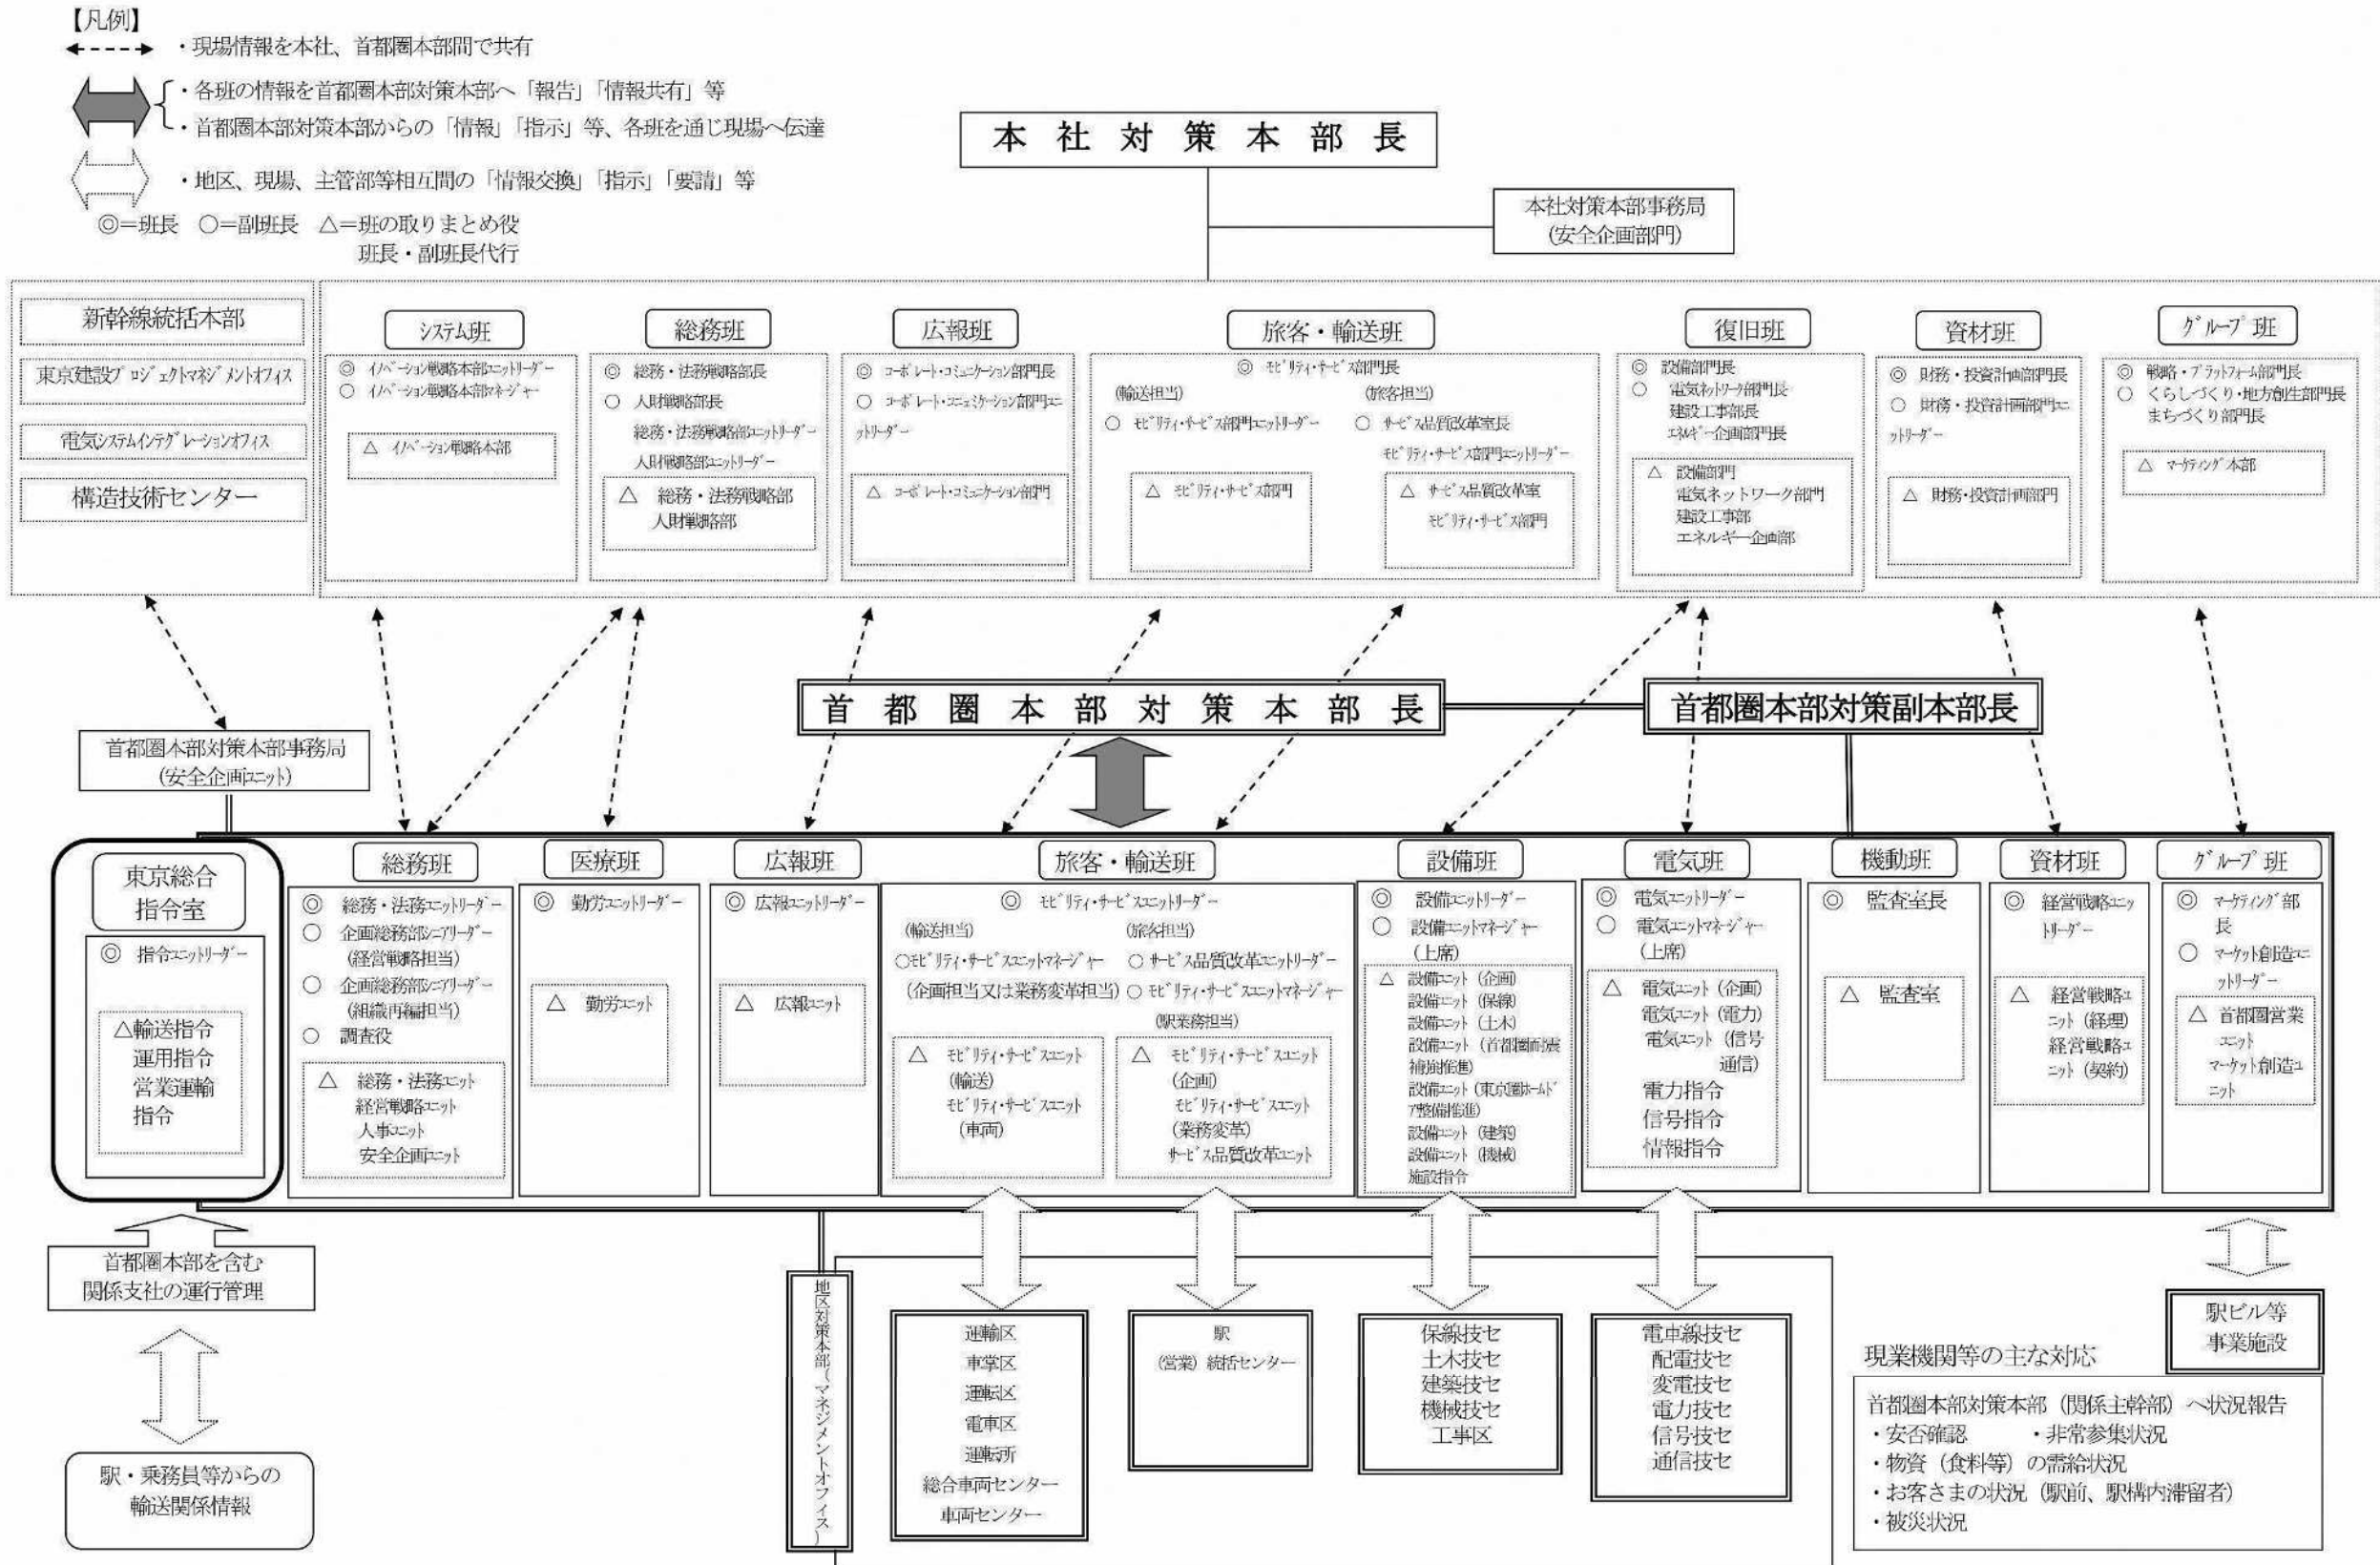 【凡例】
・現場情報を本社、首都圏本部間で共有
・各班の情報を首都圏本部対策本部へ「報告」「情報共有」等
・首都圏本部対策本部からの「情報」「指示」等、各班を通じ現場へ伝達
・地区、現場、主管部等相互間の「情報交換」「指示」「要請」等
◎＝班長　○＝副班長　△＝班の取りまとめ役
班長・副班長代行
本社対策本部長
本社対策本部事務局
(安全企画部門)
新幹線統括本部
東京建設プロジェクトマネジメントオフィス
電気システムインテグレーションオフィス
構造技術センター
システム班
◎ イノベーション戦略本部ユニットリーダー
○ イノベーション戦略本部マネージャー
△ イノベーション戦略本部
総務班
◎ 総務・法務戦略部長
○ 人財戦略部長
総務・法務戦略部ユニットリーダー
人財戦略部ユニットリーダー
△ 総務・法務戦略部
人財戦略部
広報班
◎ コーポレート・コミュニケーション部門長
○ コーポレート・コミュニケーション部門ユニ
ットリーダー
△ コーポレート・コミュニケーション部門
旅客・輸送班
◎ モビリティ・サービス部門長
(輸送担当)
○ モビリティ・サービス部門ユニットリーダー
△ モビリティ・サービス部門
(旅客担当)
○ サービス品質改革室長
モビリティ・サービス部門ユニットリーダー
△ サービス品質改革室
モビリティ・サービス部門
復旧班
◎ 設備部門長
○ 電気ネットワーク部門長
建設工事部長
エネルギー企画部門長
△ 設備部門
電気ネットワーク部門
建設工事部
エネルギー企画部
資材班
◎ 財務・投資計画部門長
○ 財務・投資計画部門ユニ
ットリーダー
△ 財務・投資計画部門
グループ班
◎ 戦略・プラットフォーム部門長
○ くらしづくり・地方創生部門長
まちづくり部門長
△ マーケティング本部
首都圏本部対策本部長
首都圏本部対策副本部長
首都圏本部対策本部事務局
(安全企画ユニット)
東京総合
指令室
◎ 指令ユニットリーダー
△輸送指令
運用指令
営業運輸
指令
総務班
◎ 総務・法務ユニットリーダー
○ 企画総務部シニアリーダー
(経営戦略担当)
○ 企画総務部シニアリーダー
(組織再編担当)
○ 調査役
△ 総務・法務ユニット
経営戦略ユニット
人事ユニット
安全企画ユニット
医療班
◎ 勤労ユニットリーダー
△ 勤労ユニット
広報班
◎ 広報ユニットリーダー
△ 広報ユニット
旅客・輸送班
◎ モビリティ・サービスユニットリーダー
(輸送担当)
○モビリティ・サービスユニットマネージャー
(企画担当又は業務変革担当)
△ モビリティ・サービスユニット
(輸送)
モビリティ・サービスユニット
(車両)
(旅客担当)
○ サービス品質改革ユニットリーダー
○ モビリティ・サービスユニットマネージャー
(駅業務担当)
△ モビリティ・サービスユニット
(企画)
モビリティ・サービスユニット
(業務変革)
サービス品質改革ユニット
設備班
◎ 設備ユニットリーダー
○ 設備ユニットマネージャー
(上席)
△ 設備ユニット (企画)
設備ユニット (保線)
設備ユニット (土木)
設備ユニット (首都圏耐震
補強推進)
設備ユニット (東京圏ホームド
ア整備推進)
設備ユニット (建築)
設備ユニット (機械)
施設指令
電気班
◎ 電気ユニットリーダー
○ 電気ユニットマネージャー
(上席)
△ 電気ユニット (企画)
電気ユニット (電力)
電気ユニット (信号
通信)
電力指令
信号指令
情報指令
機動班
◎ 監査室長
△ 監査室
資材班
◎ 経営戦略ユニッ
トリーダー
△ 経営戦略ユ
ニット (経理)
経営戦略ユ
ニット (契約)
グループ班
◎ マーケティング部
長
○ マーケット創造ユニ
ットリーダー
△ 首都圏営業
ユニット
マーケット創造ユ
ニット
首都圏本部を含む
関係支社の運行管理
駅・乗務員等からの
輸送関係情報
地区対策本部(マネジメントオフィス)
運輸区
車掌区
運転区
電車区
運転所
総合車両センター
車両センター
駅
(営業) 統括センター
保線技セ
土木技セ
建築技セ
機械技セ
工事区
電車線技セ
配電技セ
変電技セ
電力技セ
信号技セ
通信技セ
駅ビル等
事業施設
現業機関等の主な対応
首都圏本部対策本部 (関係主幹部) へ状況報告
・安否確認　・非常参集状況
・物資 (食料等) の需給状況
・お客さまの状況 (駅前、駅構内滞留者)
・被災状況